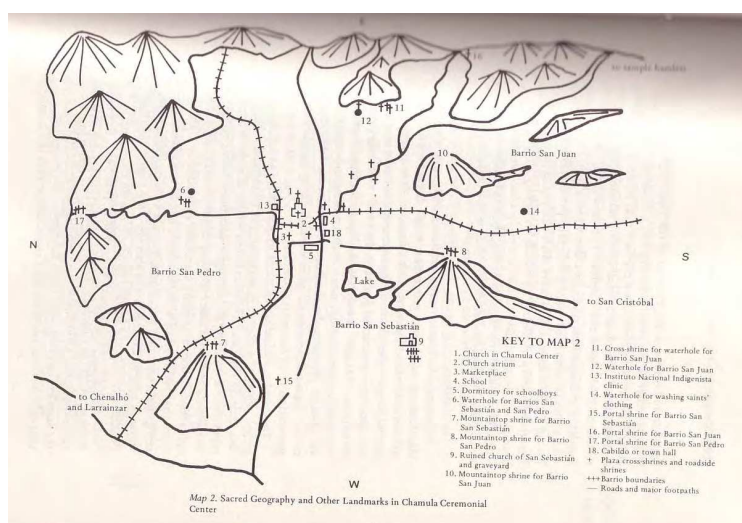 E
16
to temple burdens
11
12
10
Barrio San Juan
6
1
13
17
2
4
14
3
18
N
5
8
S
Barrio San Pedro
Lake
to San Cristóbal
Barrio San Sebastián
7
9
15
to Chenalhó
and Larrainzar
W
KEY TO MAP 2
1. Church in Chamula Center
2. Church atrium
3. Marketplace
4. School
5. Dormitory for schoolboys
6. Waterhole for Barrios San
Sebastián and San Pedro
7. Mountaintop shrine for Barrio
San Sebastián
8. Mountaintop shrine for Barrio
San Pedro
9. Ruined church of San Sebastián
and graveyard
10. Mountaintop shrine for Barrio
San Juan
11. Cross-shrine for waterhole for
Barrio San Juan
12. Waterhole for Barrio San Juan
13. Instituto Nacional Indigenista
clinic
14. Waterhole for washing saints'
clothing
15. Portal shrine for Barrio San
Sebastián
16. Portal shrine for Barrio San Juan
17. Portal shrine for Barrio San Pedro
18. Cabildo or town hall
+ Plaza cross-shrines and roadside
shrines
+++ Barrio boundaries
— Roads and major footpaths
Map 2. Sacred Geography and Other Landmarks in Chamula Ceremonial
Center